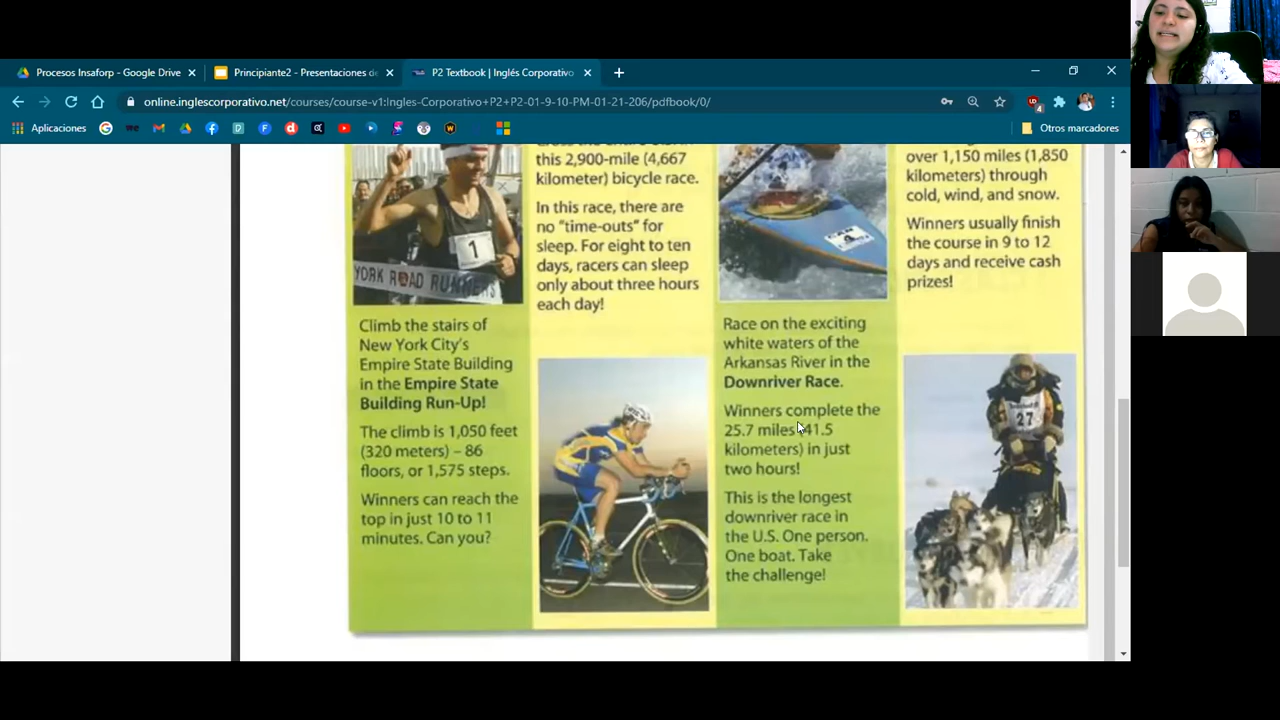 Procesos Insaforp - Google Drive
Principiante2 - Presentaciones de
P2 Textbook | Inglés Corporativo
online.inglescorporativo.net/courses/course-v1:Ingles-Corporativo+P2+P2-01-9-10-PM-01-21-206/pdfbook/0/
Aplicaciones
Otros marcadores
1
YORK ROAD RUNNERS
Climb the stairs of
New York City's
Empire State Building
in the Empire State
Building Run-Up!
The climb is 1,050 feet
(320 meters) – 86
floors, or 1,575 steps.
Winners can reach the
top in just 10 to 11
minutes. Can you?
this 2,900-mile (4,667
kilometer) bicycle race.
In this race, there are
no "time-outs" for
sleep. For eight to ten
days, racers can sleep
only about three hours
each day!
Race on the exciting
white waters of the
Arkansas River in the
Downriver Race.
Winners complete the
25.7 miles (41.5
kilometers) in just
two hours!
This is the longest
downriver race in
the U.S. One person.
One boat. Take
the challenge!
over 1,150 miles (1,850
kilometers) through
cold, wind, and snow.
Winners usually finish
the course in 9 to 12
days and receive cash
prizes!
27